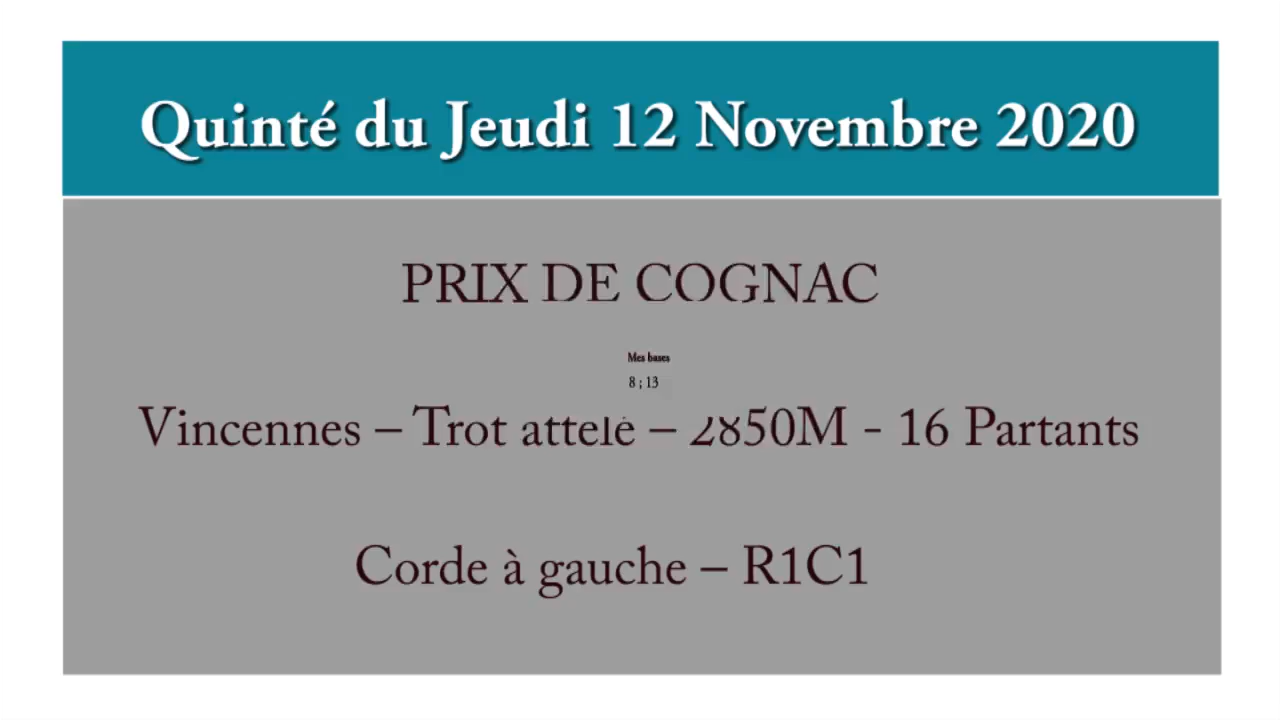 Quinté du Jeudi 12 Novembre 2020
PRIX DE COGNAC
Mes bases
8 ; 13
Vincennes – Trot attelé – 2850M - 16 Partants
Corde à gauche – R1C1